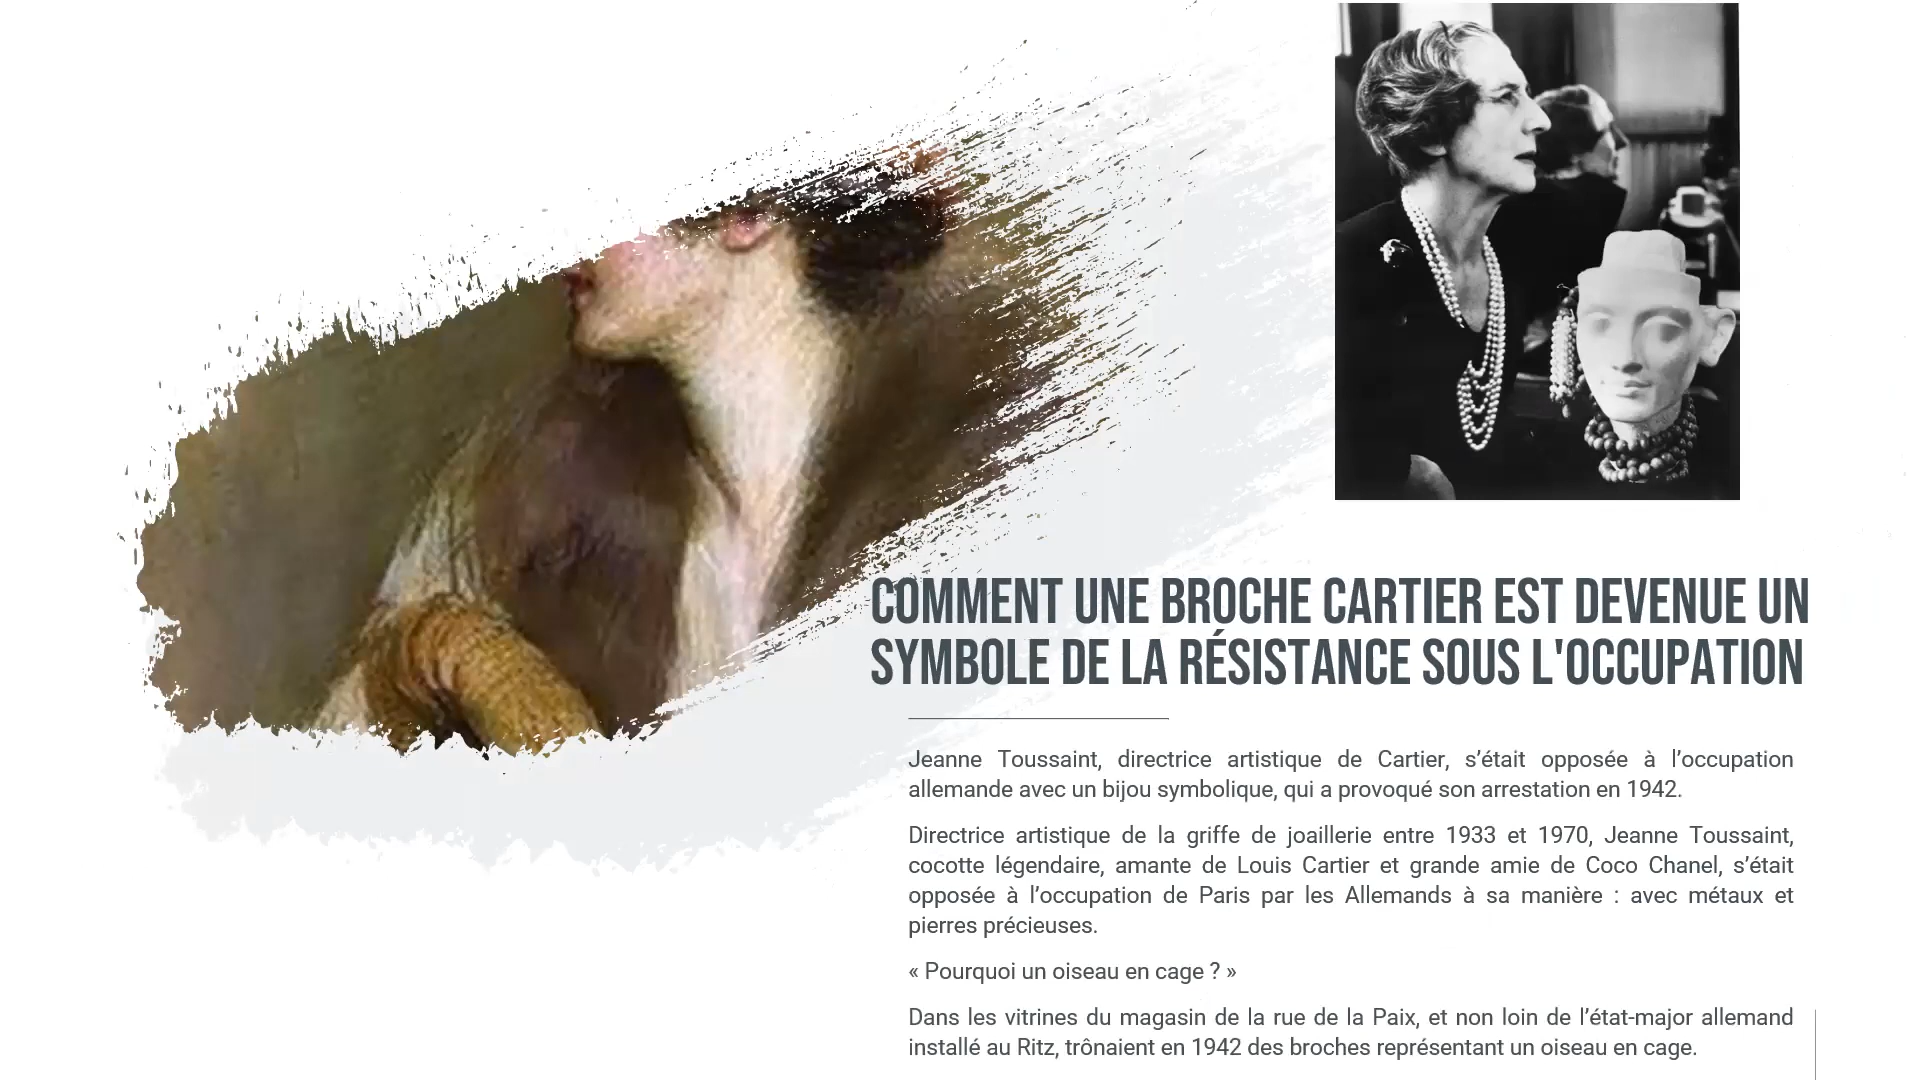 COMMENT UNE BROCHE CARTIER EST DEVENUE UN
SYMBOLE DE LA RÉSISTANCE SOUS L'OCCUPATION
Jeanne Toussaint, directrice artistique de Cartier, s’était opposée à l’occupation
allemande avec un bijou symbolique, qui a provoqué son arrestation en 1942.
Directrice artistique de la griffe de joaillerie entre 1933 et 1970, Jeanne Toussaint,
cocotte légendaire, amante de Louis Cartier et grande amie de Coco Chanel, s’était
opposée à l’occupation de Paris par les Allemands à sa manière : avec métaux et
pierres précieuses.
« Pourquoi un oiseau en cage ? »
Dans les vitrines du magasin de la rue de la Paix, et non loin de l’état-major allemand
installé au Ritz, trônaient en 1942 des broches représentant un oiseau en cage.